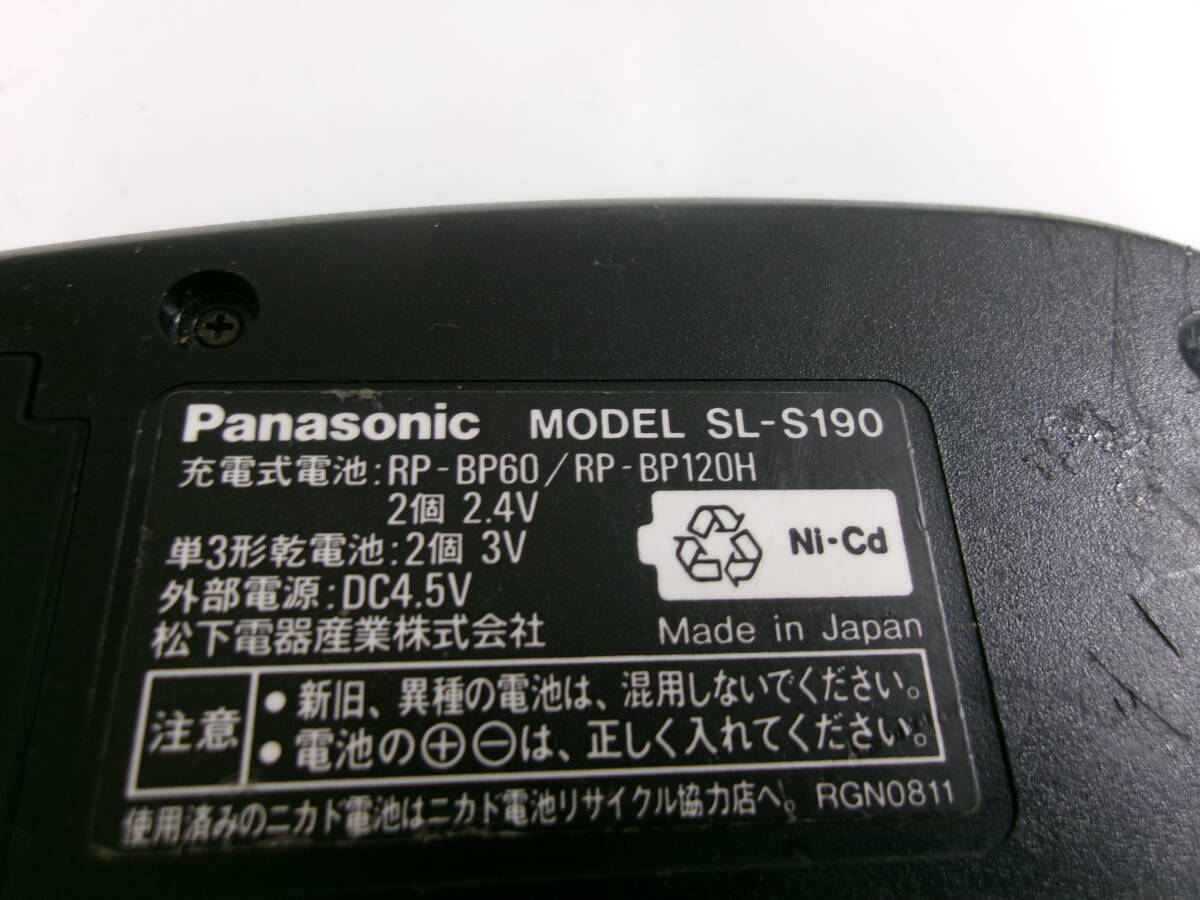 Panasonic MODEL SL-S190
充電式電池:RP-BP60/RP-BP120H
2個 2.4V
単3形乾電池:2個 3V
Ni-Cd
外部電源:DC4.5V
松下電器産業株式会社 Made in Japan
注意
• 新旧、異種の電池は、混用しないでください。
• 電池の⊕⊖は、正しく入れてください。
使用済みのニカド電池はニカド電池リサイクル協力店へ。 RGN0811